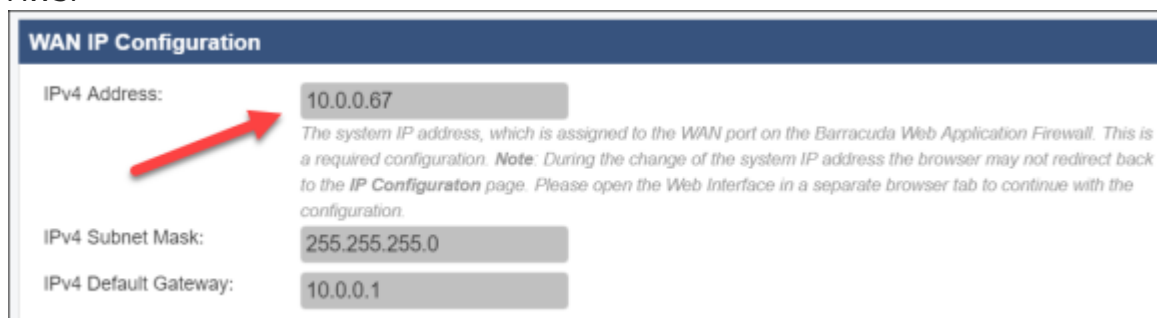 WAN IP Configuration
IPv4 Address:
10.0.0.67
The system IP address, which is assigned to the WAN port on the Barracuda Web Application Firewall. This is
a required configuration. Note: During the change of the system IP address the browser may not redirect back
to the IP Configuraton page. Please open the Web Interface in a separate browser tab to continue with the
configuration.
IPv4 Subnet Mask:
255.255.255.0
IPv4 Default Gateway:
10.0.0.1